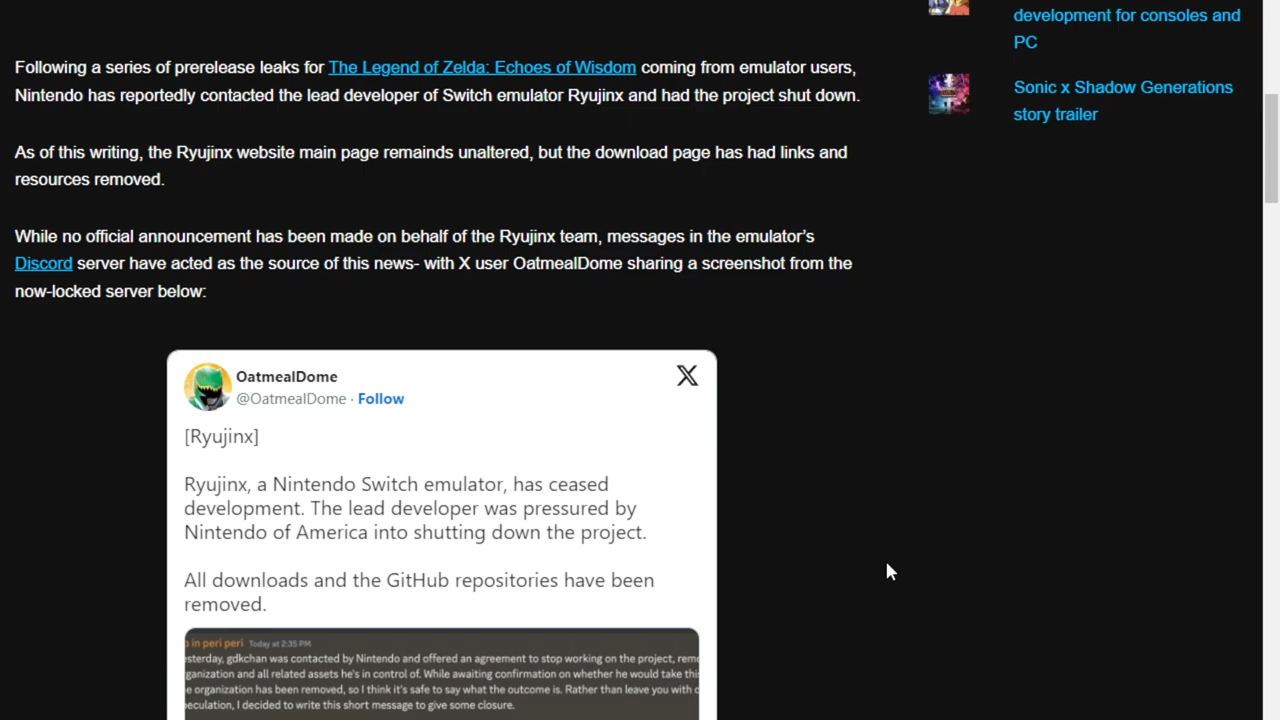 development for consoles and
PC
Sonic x Shadow Generations
story trailer
Following a series of prerelease leaks for The Legend of Zelda: Echoes of Wisdom coming from emulator users,
Nintendo has reportedly contacted the lead developer of Switch emulator Ryujinx and had the project shut down.
As of this writing, the Ryujinx website main page remainds unaltered, but the download page has had links and
resources removed.
While no official announcement has been made on behalf of the Ryujinx team, messages in the emulator's
Discord server have acted as the source of this news- with X user OatmealDome sharing a screenshot from the
now-locked server below:
OatmealDome
@OatmealDome · Follow
[Ryujinx]
Ryujinx, a Nintendo Switch emulator, has ceased
development. The lead developer was pressured by
Nintendo of America into shutting down the project.
All downloads and the GitHub repositories have been
removed.
in peri peri Today at 2:35 PM
esterday, gdkchan was contacted by Nintendo and offered an agreement to stop working on the project, rem
ganization and all related assets he's in control of. While awaiting confirmation on whether he would take thi
e organization has been removed, so I think it's safe to say what the outcome is. Rather than leave you with
eculation, I decided to write this short message to give some closure.